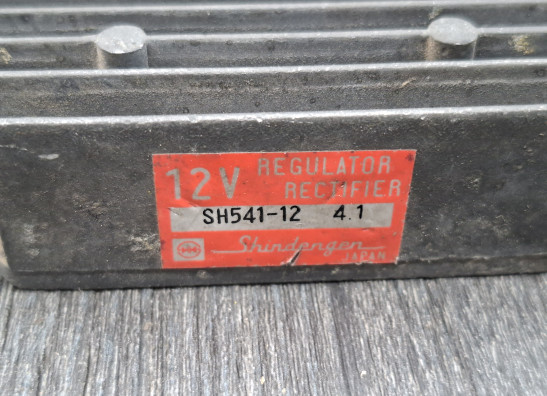 12V REGULATOR
RECTIFIER
SH541-12 4.1
Shindengen
JAPAN